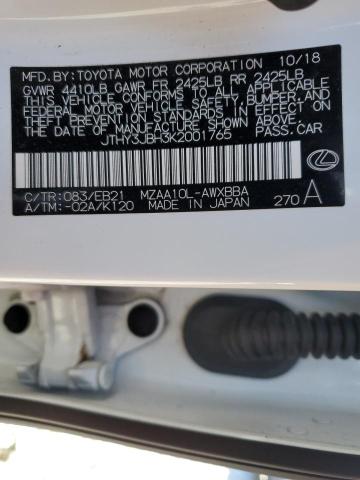 MFD.BY:TOYOTA MOTOR CORPORATION 10/18
GVWR 4410LB GAWR FR 2425LB RR 2425LB
THIS VEHICLE CONFORMS TO ALL APPLICABLE
FEDERAL MOTOR VEHICLE SAFETY, BUMPER, AND
THEFT PREVENTION STANDARDS IN EFFECT ON
THE DATE OF MANUFACTURE SHOWN ABOVE.
JTHY3JBH3K2001765 PASS.CAR
C/TR:083/EB21 MZAA10L-AWXBBA
A/TM:-02A/K120 MADE IN JAPAN 270 A